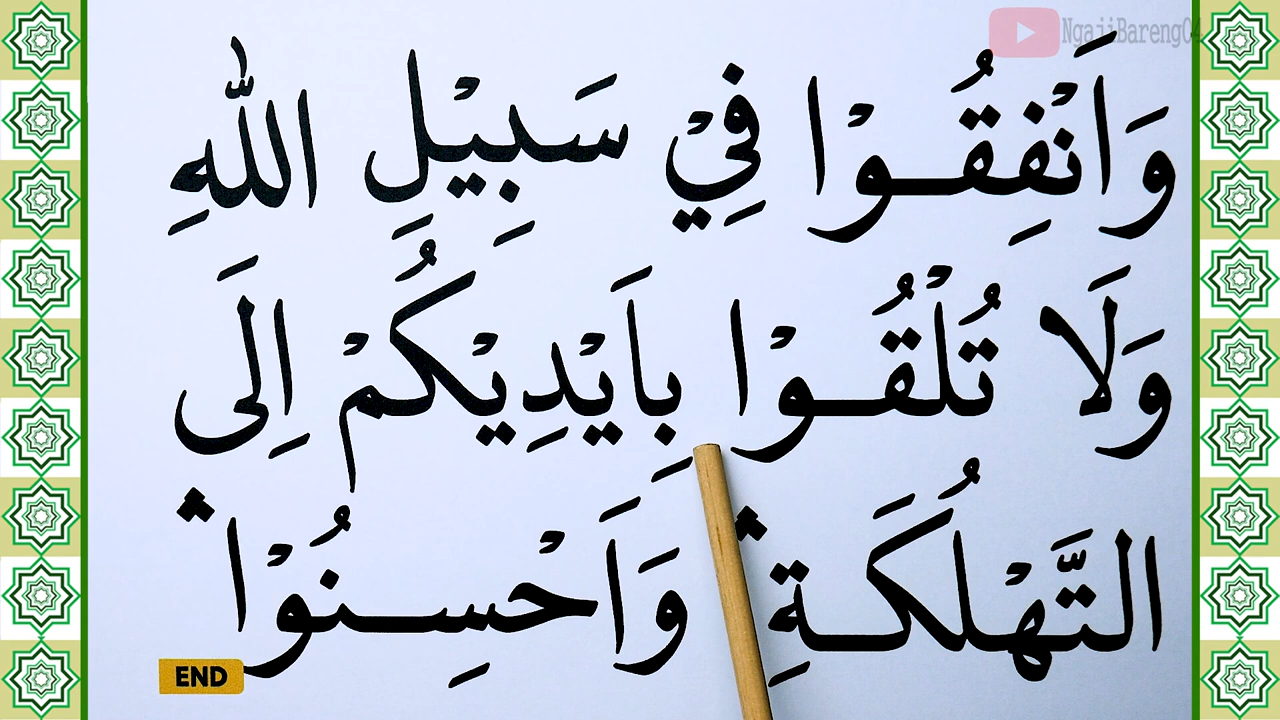 NgajiBareng04
وَاَنْفِقُوْا فِيْ سَبِيْلِ اللّٰهِ
وَلَا تُلْقُوْا بِاَيْدِيْكُمْ اِلَى
التَّهْلُكَةِ ۛ وَاَحْسِنُوْا ۛ
END